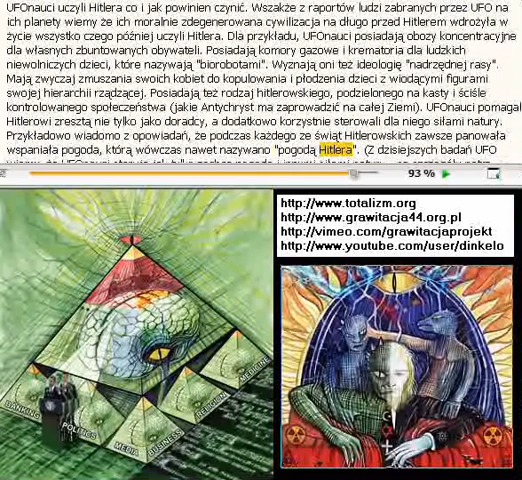 UFOnauci uczyli Hitlera co i jak powinien czynić. Wszakże z raportów ludzi zabranych przez UFO na
ich planety wiemy że ich moralnie zdegenerowana cywilizacja na długo przed Hitlerem wdrożyła w
życie wszystko czego później uczyli Hitlera. Dla przykładu, UFOnauci posiadają obozy koncentracyjne
dla własnych zbuntowanych obywateli. Posiadają komory gazowe i krematoria dla ludzkich
niewolniczych dzieci, które nazywają "biorobotami". Wyznają oni też ideologię "nadrzędnej rasy".
Mają zwyczaj zmuszania swoich kobiet do kopulowania i płodzenia dzieci z wiodącymi figurami
swojej hierarchii rządzącej. Posiadają też rodzaj hitlerowskiego, podzielonego na kasty i ściśle
kontrolowanego społeczeństwa (jakie Antychryst ma zaprowadzić na całej Ziemi). UFOnauci pomagal
Hitlerowi zresztą nie tylko jako doradcy, a dodatkowo korzystnie sterowali dla niego siłami natury.
Przykładowo wiadomo z opowiadań, że podczas każdego ze świąt Hitlerowskich zawsze panowała
wspaniała pogoda, którą wówczas nawet nazywano "pogodą Hitlera". (Z dzisiejszych badań UFO
93 %
http://www.totalizm.org
http://www.grawitacja44.org.pl
http://vimeo.com/grawitacjaprojekt
http://www.youtube.com/user/dinkelo
BANKING
POLITICS
MEDIA
BUSINESS
RELIGION
MEDICINE